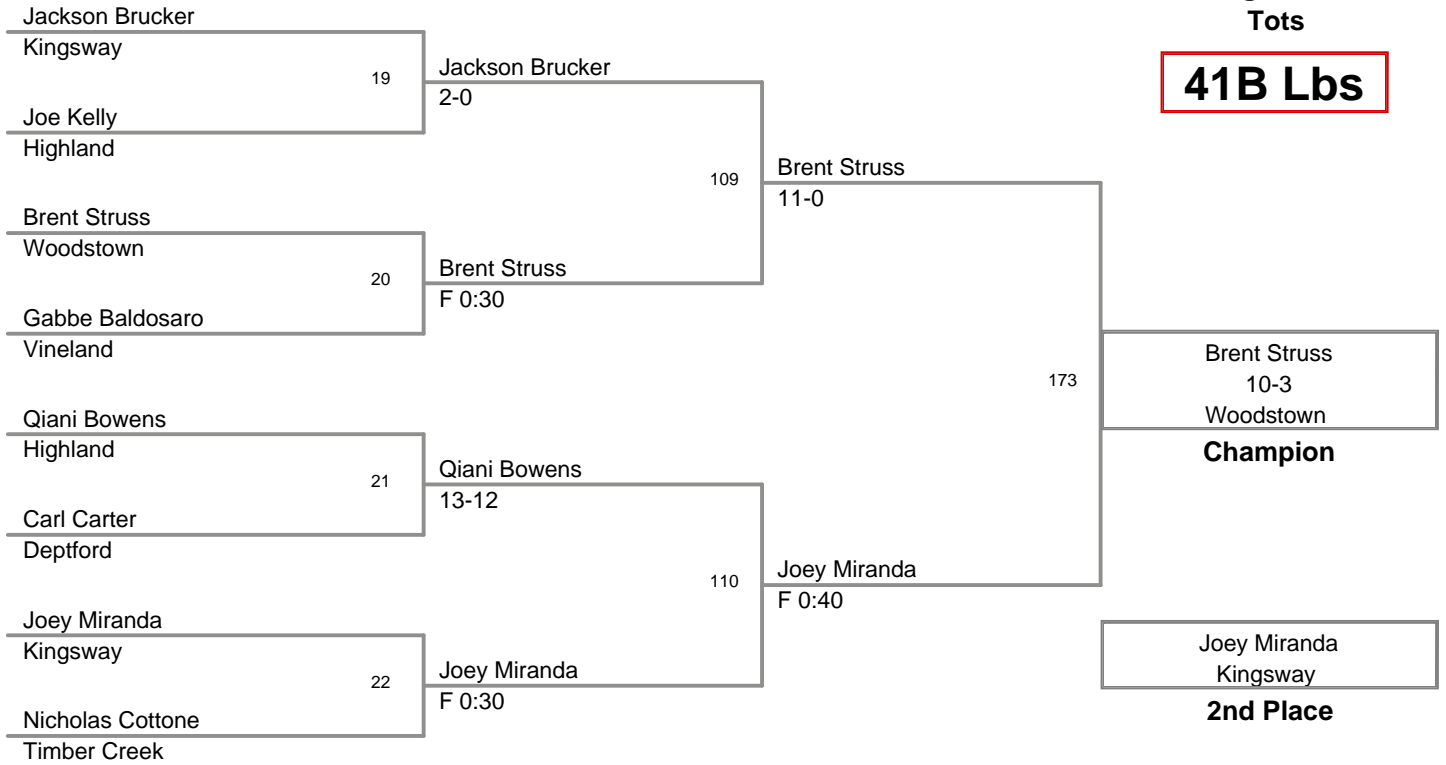 Tots
41B Lbs
Jackson Brucker
Kingsway
19
Joe Kelly
Highland
Jackson Brucker
2-0
Brent Struss
Woodstown
20
Gabbe Baldosaro
Vineland
Brent Struss
F 0:30
109
Brent Struss
11-0
Qiani Bowens
Highland
21
Carl Carter
Deptford
Qiani Bowens
13-12
Joey Miranda
Kingsway
22
Nicholas Cottone
Timber Creek
Joey Miranda
F 0:30
110
Joey Miranda
F 0:40
173
Brent Struss
10-3
Woodstown
Champion
Joey Miranda
Kingsway
2nd Place